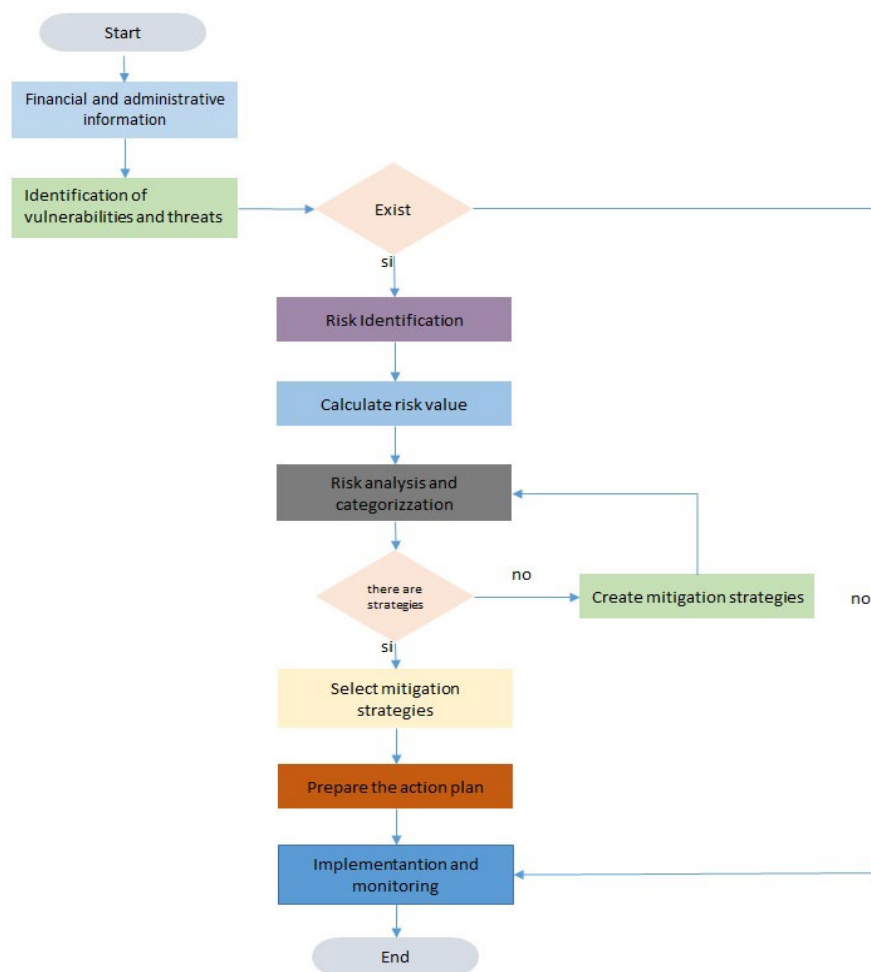 Start
Financial and administrative
information
Identification of
vulnerabilities and threats
Exist
si
Risk Identification
Calculate risk value
Risk analysis and
categorizzation
there are
strategies
no
Create mitigation strategies
no
si
Select mitigation
strategies
Prepare the action plan
Implementantion and
monitoring
End